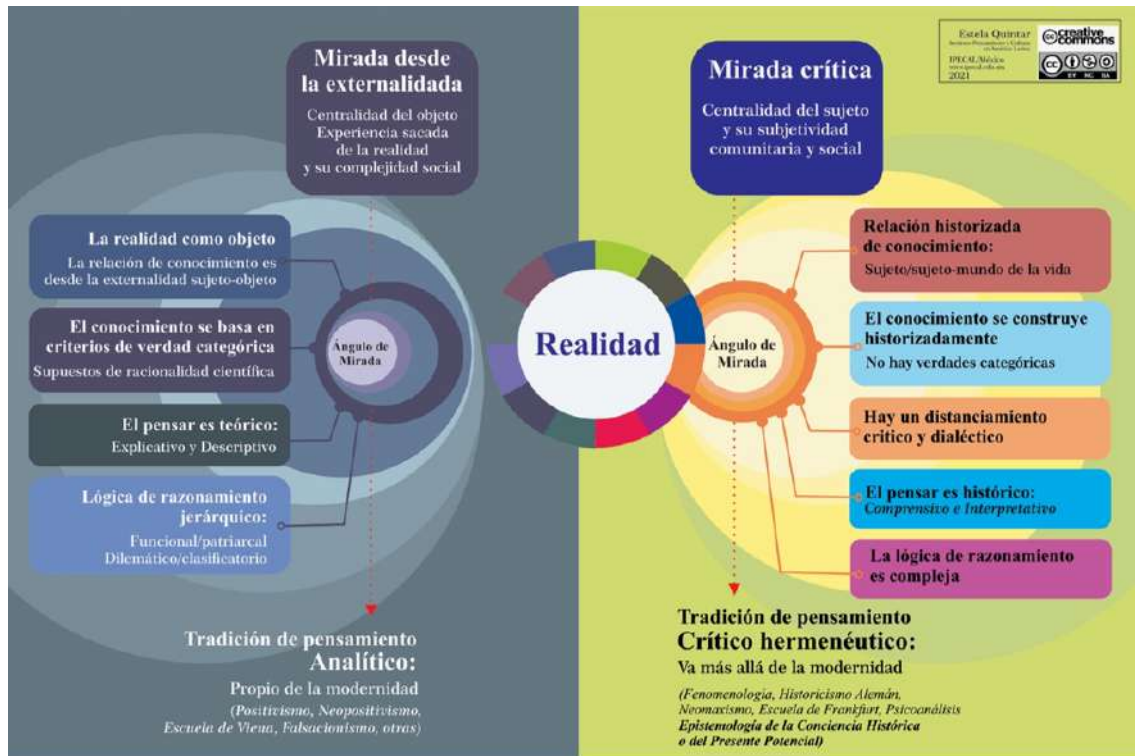 Mirada desde
la externalidada
Centralidad del objeto
Experiencia sacada
de la realidad
y su complejidad social
Mirada crítica
Centralidad del sujeto
y su subjetividad
comunitaria y social
Estela Quintar
IPECAL/México
2021
creative
commons
BY NC SA
La realidad como objeto
La relación de conocimiento es
desde la externalidad sujeto-objeto
El conocimiento se basa en
criterios de verdad categórica
Supuestos de racionalidad científica
El pensar es teórico:
Explicativo y Descriptivo
Lógica de razonamiento
jerárquico:
Funcional/patriarcal
Dilemático/clasificatorio
Ángulo de
Mirada
Realidad
Ángulo de
Mirada
Relación historizada
de conocimiento:
Sujeto/sujeto-mundo de la vida
El conocimiento se construye
historizadamente
No hay verdades categóricas
Hay un distanciamiento
critico y dialéctico
El pensar es histórico:
Comprensivo e Interpretativo
La lógica de razonamiento
es compleja
Tradición de pensamiento
Analítico:
Propio de la modernidad
(Positivismo, Neopositivismo,
Escuela de Viena, Falsacionismo, otras)
Tradición de pensamiento
Crítico hermenéutico:
Va más allá de la modernidad
(Fenomenología, Historicismo Alemán,
Neomaxismo, Escuela de Frankfurt, Psicoanálisis
Epistemología de la Conciencia Histórica
o del Presente Potencial)